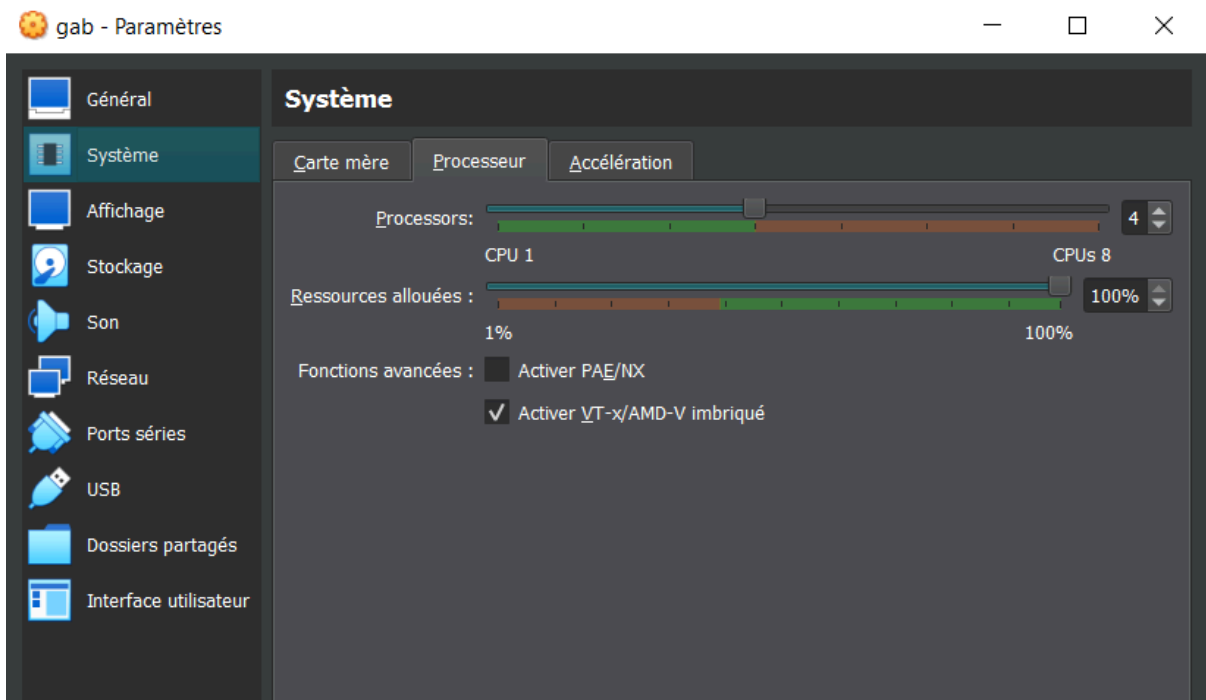 gab - Paramètres
Général
Système
Affichage
Stockage
Son
Réseau
Ports séries
USB
Dossiers partagés
Interface utilisateur
Système
Carte mère Processeur Accélération
Processors: 4
CPU 1 CPUs 8
Ressources allouées : 100%
1% 100%
Fonctions avancées : Activer PAE/NX
Activer VT-x/AMD-V imbriqué